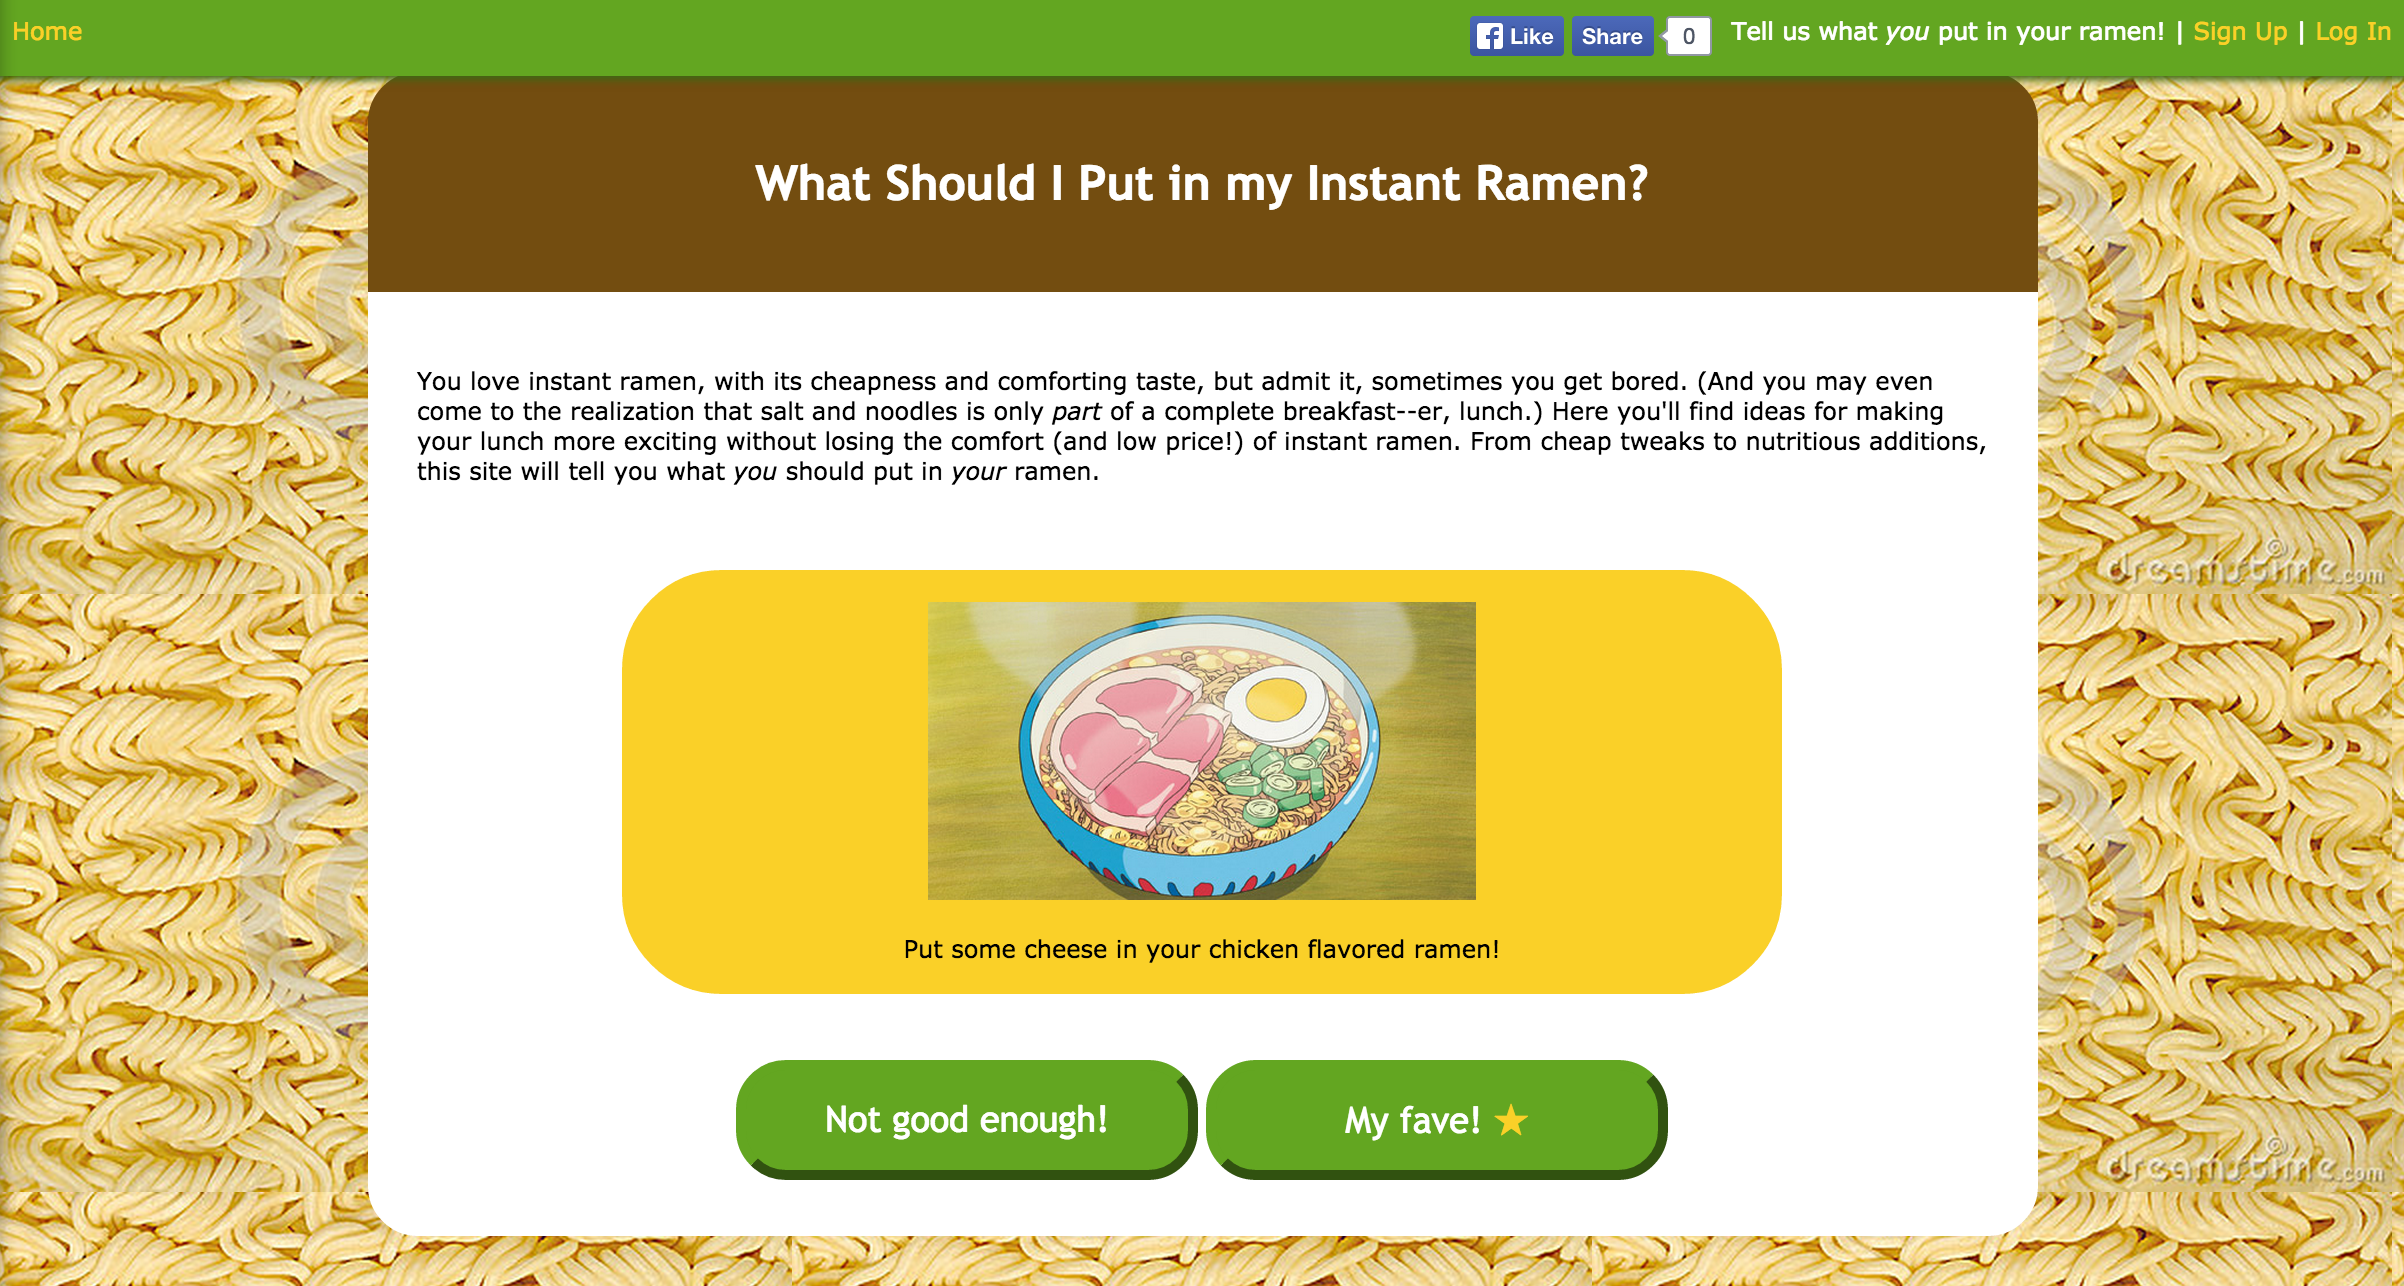 Home
Like Share 0 Tell us what you put in your ramen! | Sign Up | Log In
What Should I Put in my Instant Ramen?
You love instant ramen, with its cheapness and comforting taste, but admit it, sometimes you get bored. (And you may even
come to the realization that salt and noodles is only part of a complete breakfast--er, lunch.) Here you'll find ideas for making
your lunch more exciting without losing the comfort (and low price!) of instant ramen. From cheap tweaks to nutritious additions,
this site will tell you what you should put in your ramen.
dreamstime.com
Put some cheese in your chicken flavored ramen!
Not good enough!
My fave! ★
dreamstime.com